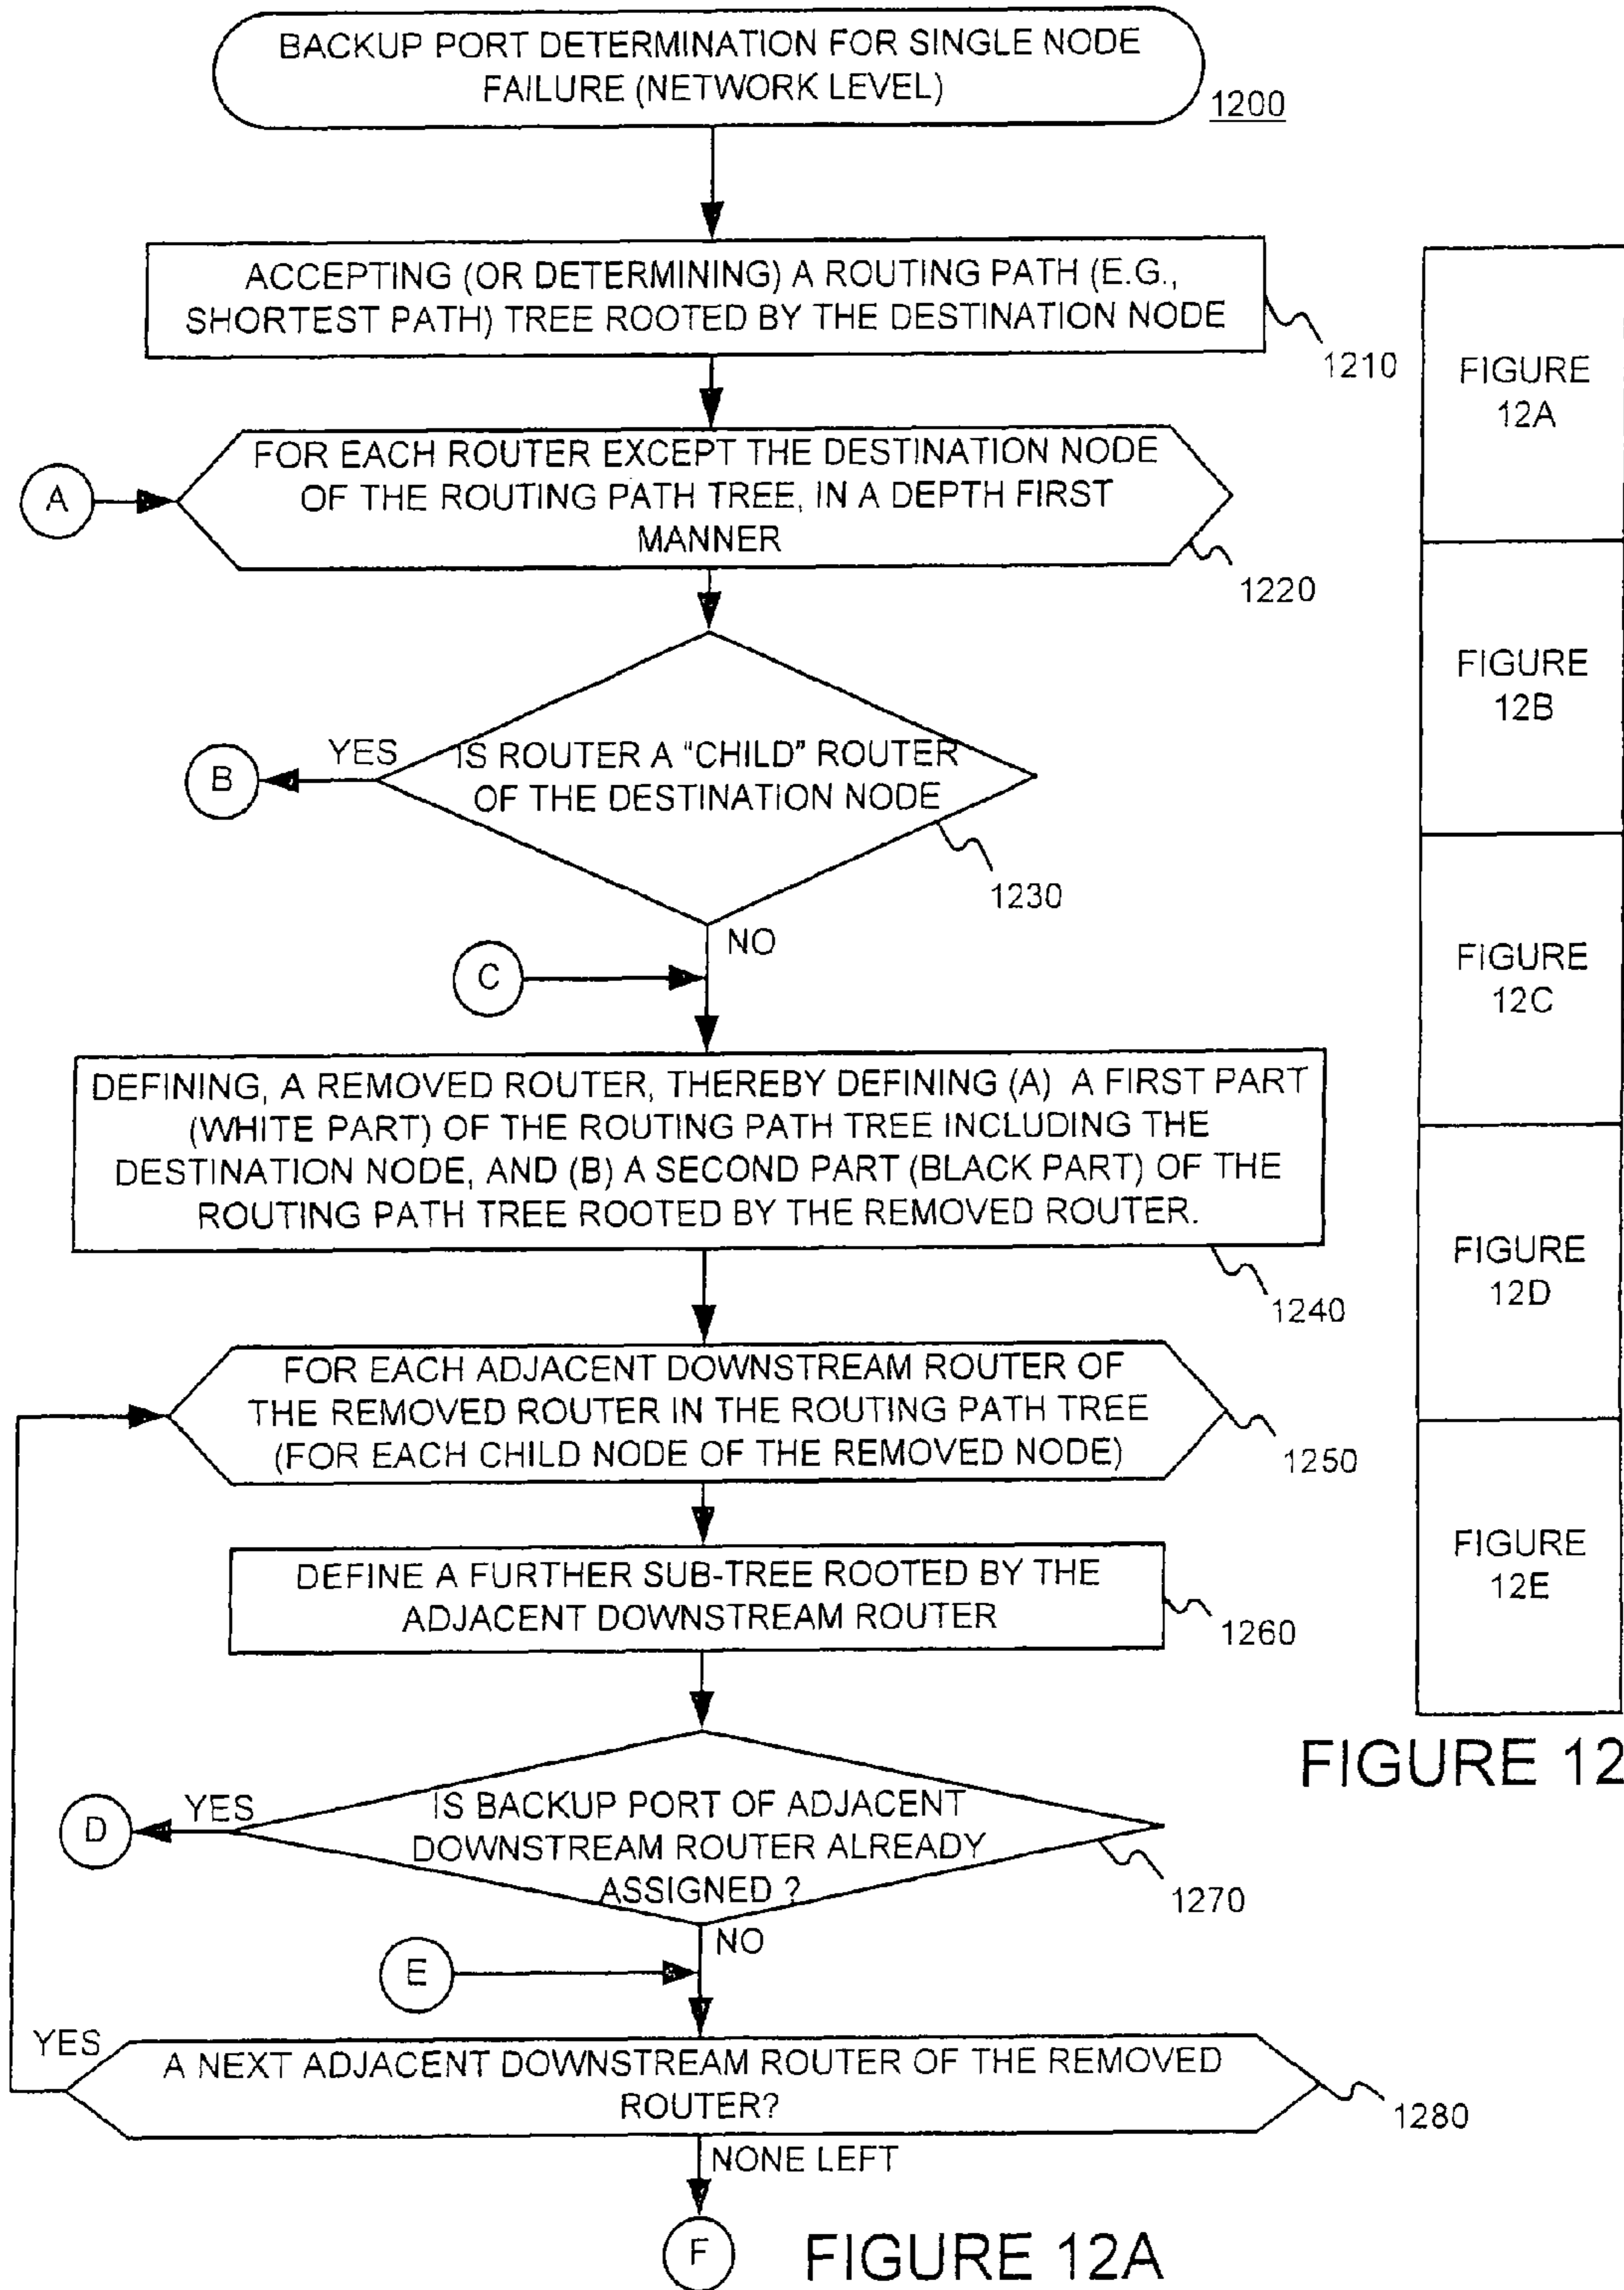 BACKUP PORT DETERMINATION FOR SINGLE NODE
FAILURE (NETWORK LEVEL)
1200
ACCEPTING (OR DETERMINING) A ROUTING PATH (E.G.,
SHORTEST PATH) TREE ROOTED BY THE DESTINATION NODE
1210
A
FOR EACH ROUTER EXCEPT THE DESTINATION NODE
OF THE ROUTING PATH TREE, IN A DEPTH FIRST
MANNER
1220
B
YES
IS ROUTER A "CHILD" ROUTER
OF THE DESTINATION NODE
1230
NO
C
DEFINING, A REMOVED ROUTER, THEREBY DEFINING (A) A FIRST PART
(WHITE PART) OF THE ROUTING PATH TREE INCLUDING THE
DESTINATION NODE, AND (B) A SECOND PART (BLACK PART) OF THE
ROUTING PATH TREE ROOTED BY THE REMOVED ROUTER.
1240
FOR EACH ADJACENT DOWNSTREAM ROUTER OF
THE REMOVED ROUTER IN THE ROUTING PATH TREE
(FOR EACH CHILD NODE OF THE REMOVED NODE)
1250
DEFINE A FURTHER SUB-TREE ROOTED BY THE
ADJACENT DOWNSTREAM ROUTER
1260
D
YES
IS BACKUP PORT OF ADJACENT
DOWNSTREAM ROUTER ALREADY
ASSIGNED ?
1270
NO
E
YES
A NEXT ADJACENT DOWNSTREAM ROUTER OF THE REMOVED
ROUTER?
1280
NONE LEFT
F
FIGURE 12A
FIGURE
12A
FIGURE
12B
FIGURE
12C
FIGURE
12D
FIGURE
12E
FIGURE 12